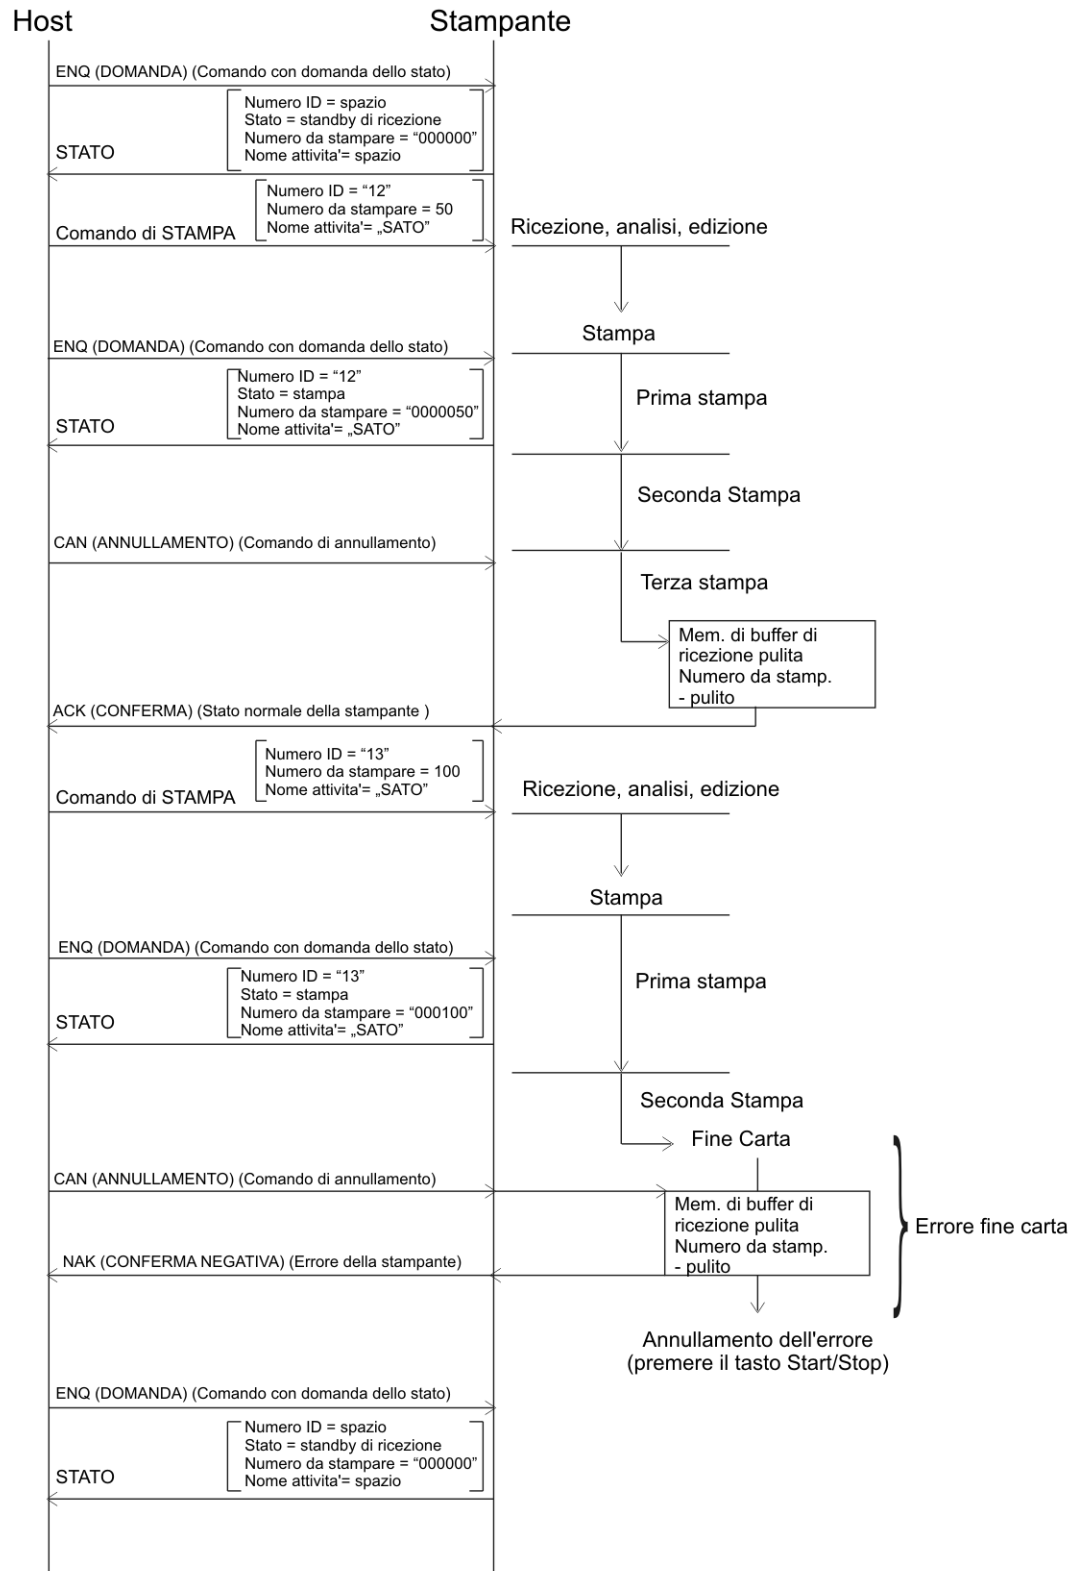 Host
Stampante
ENQ (DOMANDA) (Comando con domanda dello stato)
Numero ID = spazio
Stato = standby di ricezione
Numero da stampare = “000000”
Nome attivita'= spazio
STATO
Numero ID = “12”
Numero da stampare = 50
Nome attivita'= „SATO”
Comando di STAMPA
Ricezione, analisi, edizione
Stampa
ENQ (DOMANDA) (Comando con domanda dello stato)
Numero ID = “12”
Stato = stampa
Numero da stampare = “0000050”
Nome attivita'= „SATO”
STATO
Prima stampa
Seconda Stampa
CAN (ANNULLAMENTO) (Comando di annullamento)
Terza stampa
Mem. di buffer di
ricezione pulita
Numero da stamp.
- pulito
ACK (CONFERMA) (Stato normale della stampante )
Numero ID = “13”
Numero da stampare = 100
Nome attivita'= „SATO”
Comando di STAMPA
Ricezione, analisi, edizione
Stampa
ENQ (DOMANDA) (Comando con domanda dello stato)
Numero ID = “13”
Stato = stampa
Numero da stampare = “000100”
Nome attivita'= „SATO”
STATO
Prima stampa
Seconda Stampa
Fine Carta
CAN (ANNULLAMENTO) (Comando di annullamento)
Mem. di buffer di
ricezione pulita
Numero da stamp.
- pulito
Errore fine carta
NAK (CONFERMA NEGATIVA) (Errore della stampante)
Annullamento dell'errore
(premere il tasto Start/Stop)
ENQ (DOMANDA) (Comando con domanda dello stato)
Numero ID = spazio
Stato = standby di ricezione
Numero da stampare = “000000”
Nome attivita'= spazio
STATO